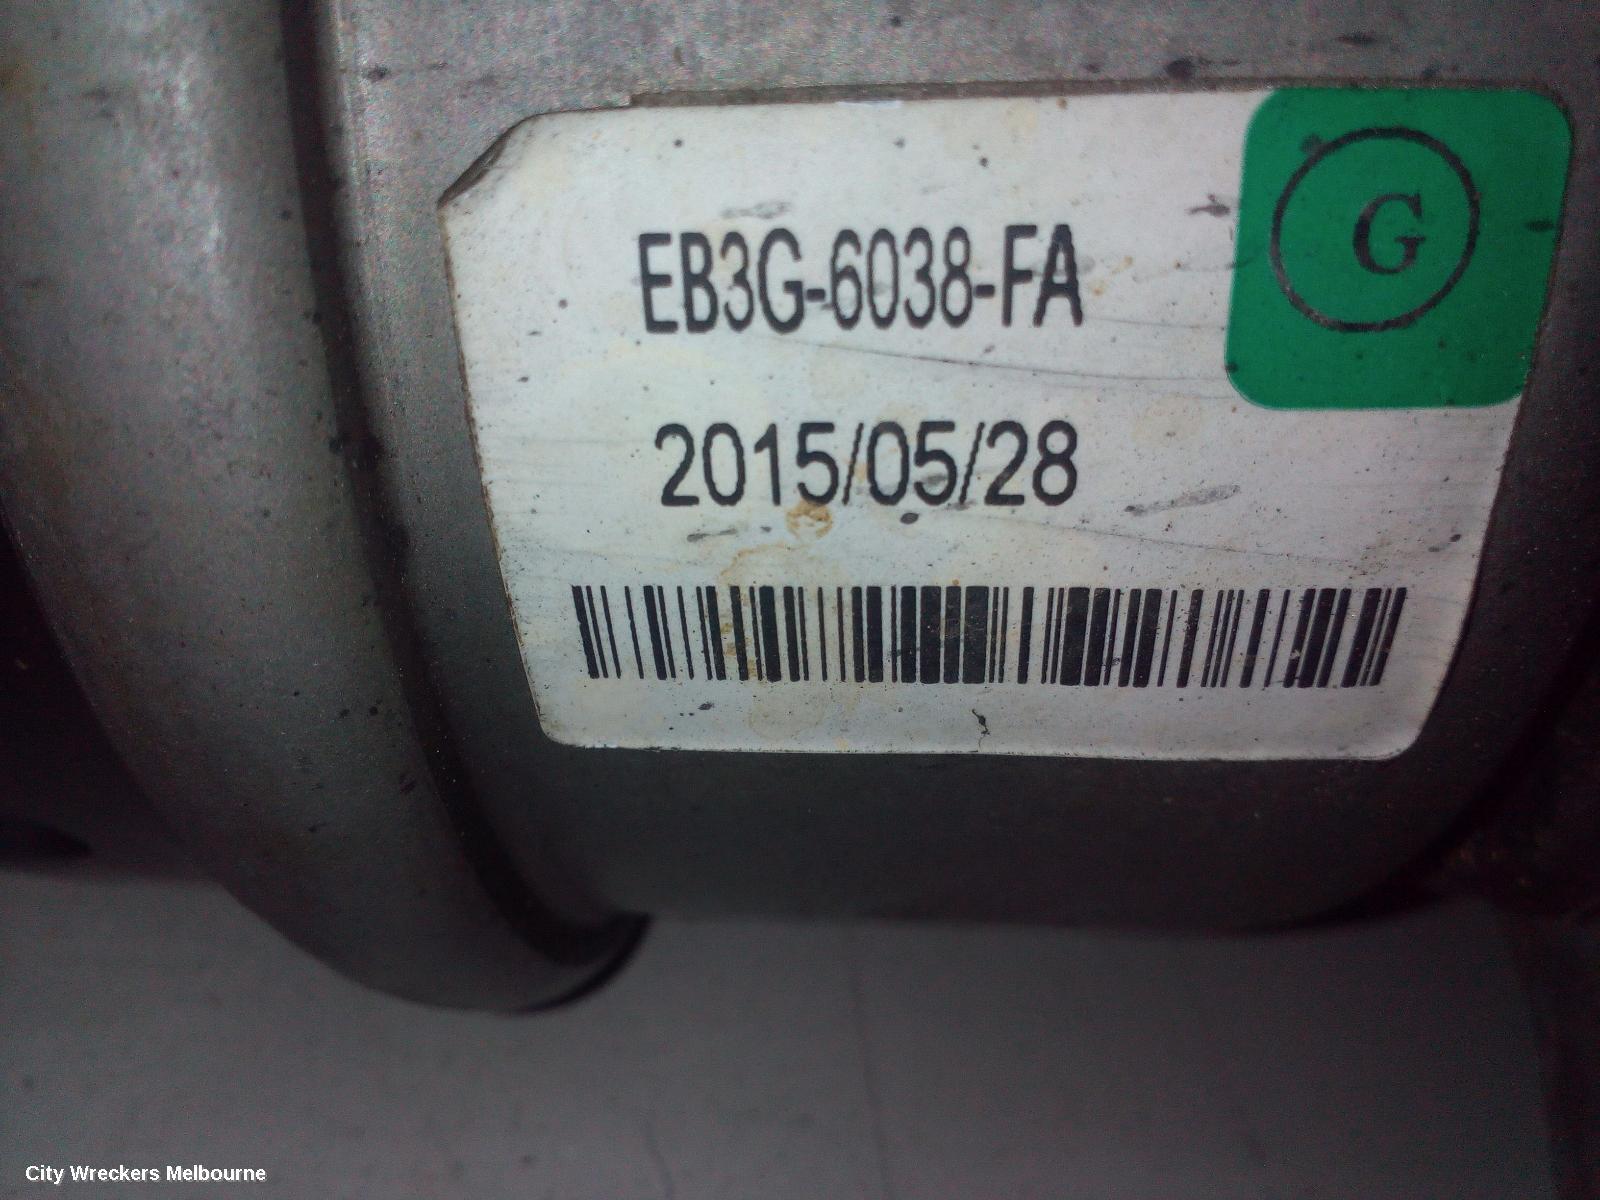 G
EB3G-6038-FA
2015/05/28
City Wreckers Melbourne